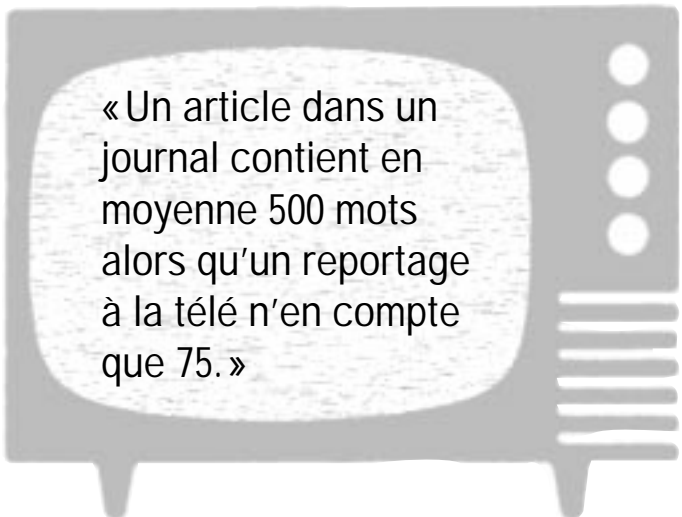 «Un article dans un
journal contient en
moyenne 500 mots
alors qu'un reportage
à la télé n'en compte
que 75.»